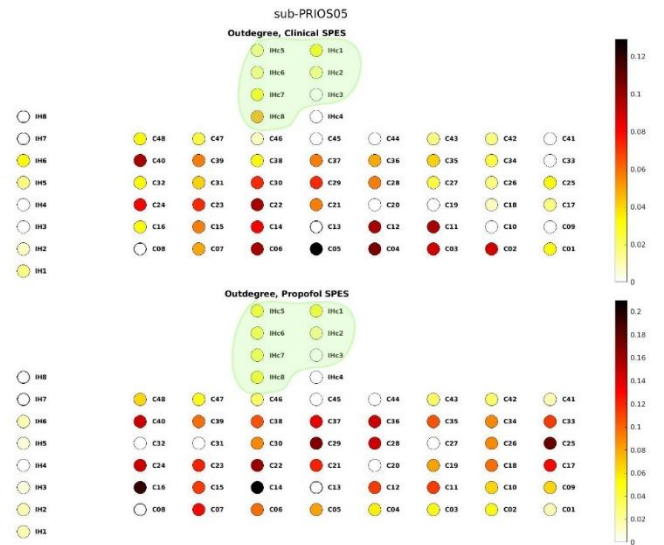 sub-PRIOS05
Outdegree, Clinical SPES
IHc5 IHc1
IHc6 IHc2
IHc7 IHc3
IHc8 IHc4
IH8
IH7 C48 C47 C46 C45 C44 C43 C42 C41
IH6 C40 C39 C38 C37 C36 C35 C34 C33
IH5 C32 C31 C30 C29 C28 C27 C26 C25
IH4 C24 C23 C22 C21 C20 C19 C18 C17
IH3 C16 C15 C14 C13 C12 C11 C10 C09
IH2 C08 C07 C06 C05 C04 C03 C02 C01
IH1
0.12
0.1
0.08
0.06
0.04
0.02
0
Outdegree, Propofol SPES
IHc5 IHc1
IHc6 IHc2
IHc7 IHc3
IHc8 IHc4
IH8
IH7 C48 C47 C46 C45 C44 C43 C42 C41
IH6 C40 C39 C38 C37 C36 C35 C34 C33
IH5 C32 C31 C30 C29 C28 C27 C26 C25
IH4 C24 C23 C22 C21 C20 C19 C18 C17
IH3 C16 C15 C14 C13 C12 C11 C10 C09
IH2 C08 C07 C06 C05 C04 C03 C02 C01
IH1
0.2
0.18
0.16
0.14
0.12
0.1
0.08
0.06
0.04
0.02
0